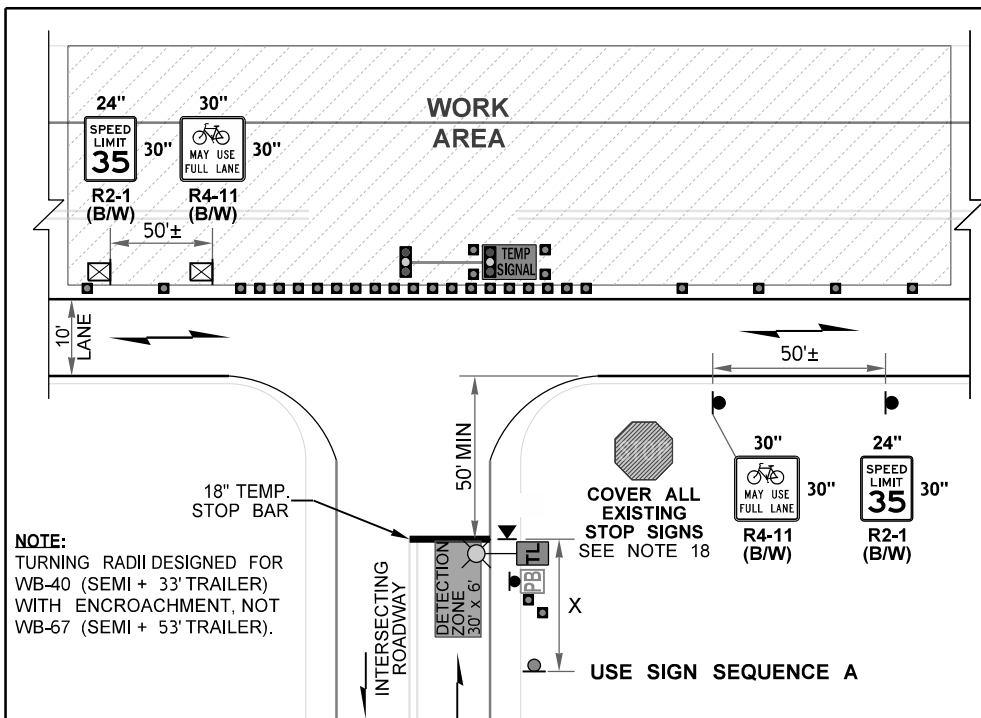 WORK
AREA
24"
SPEED
LIMIT
35
30"
R2-1
(B/W)
30"
MAY USE
FULL LANE
30"
R4-11
(B/W)
50'±
TEMP
SIGNAL
10'
LANE
50'±
50' MIN
STOP
COVER ALL
EXISTING
STOP SIGNS
SEE NOTE 18
30"
MAY USE
FULL LANE
30"
R4-11
(B/W)
24"
SPEED
LIMIT
35
30"
R2-1
(B/W)
18" TEMP.
STOP BAR
NOTE:
TURNING RADII DESIGNED FOR
WB-40 (SEMI + 33' TRAILER)
WITH ENCROACHMENT, NOT
WB-67 (SEMI + 53' TRAILER).
INTERSECTING
ROADWAY
DETECTION
ZONE
30' x 6'
TL
PB
X
USE SIGN SEQUENCE A